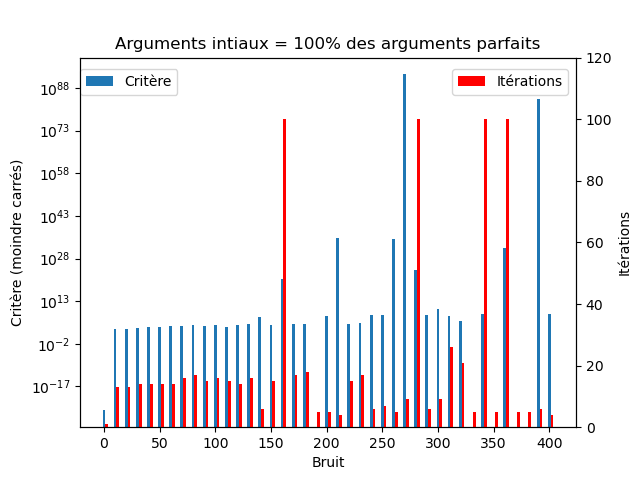 Arguments intiaux = 100% des arguments parfaits
Critère
Itérations
10^88
10^73
10^58
10^43
10^28
10^13
10^−2
10^−17
Critère (moindre carrés)
120
100
80
60
40
20
0
Itérations
0 50 100 150 200 250 300 350 400
Bruit